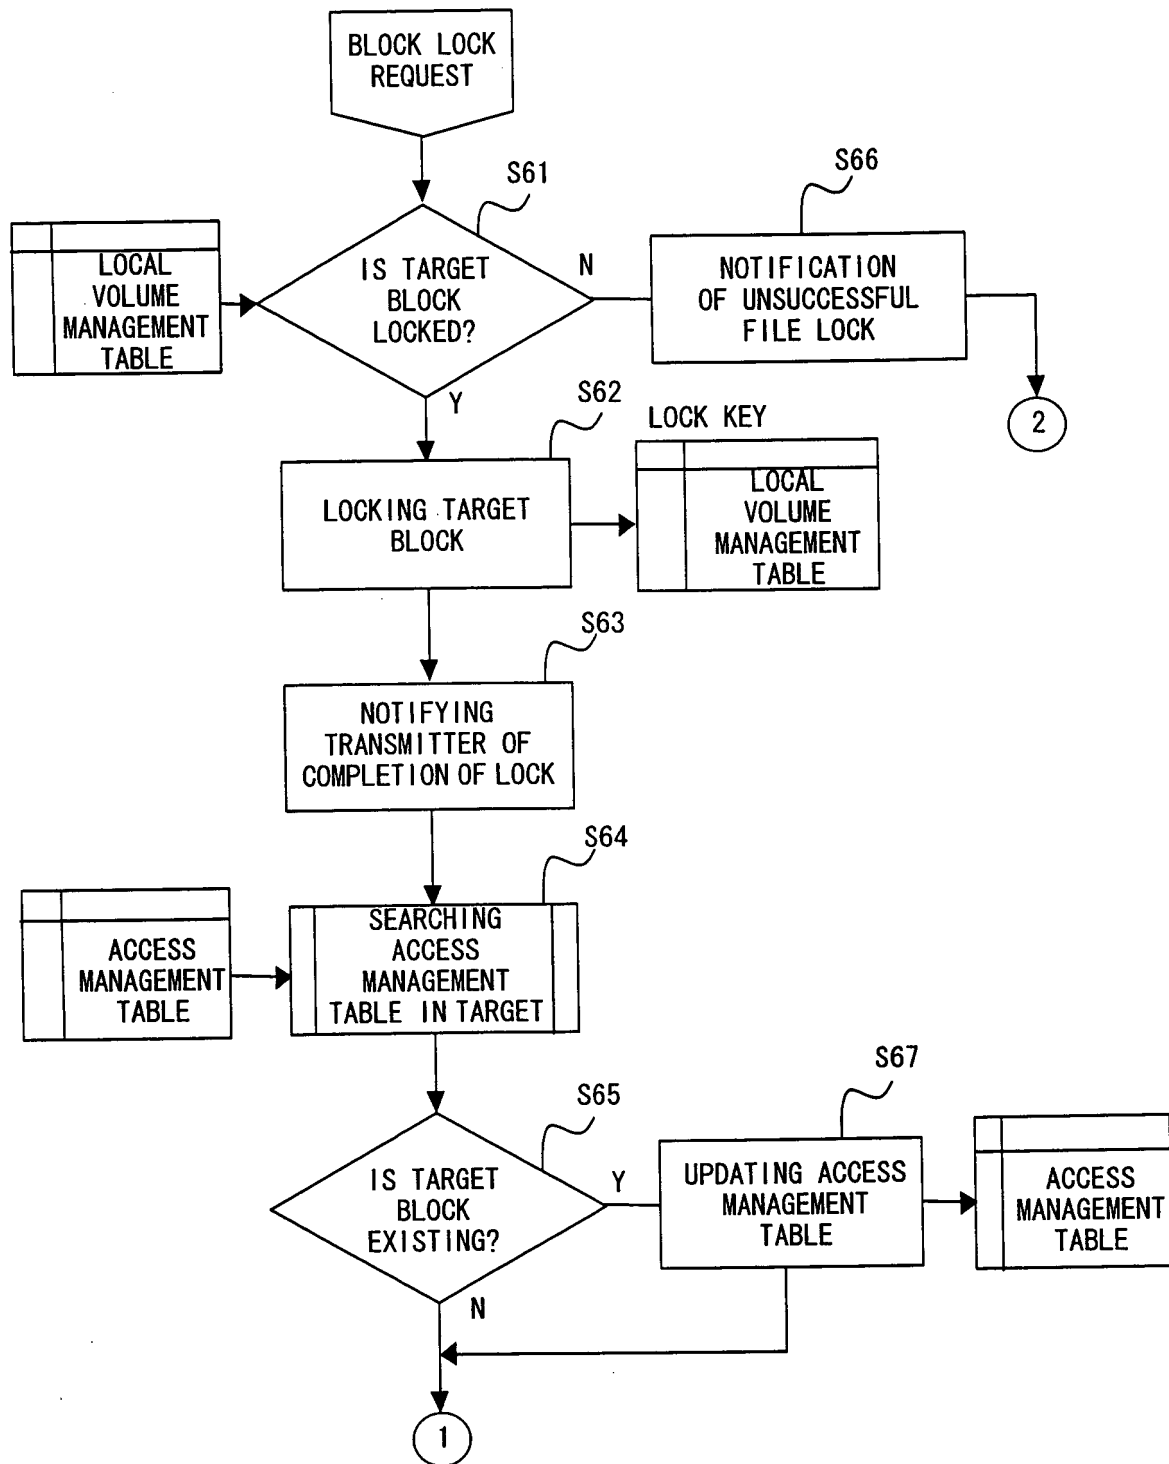 BLOCK LOCK
REQUEST
S61
S66
LOCAL
VOLUME
MANAGEMENT
TABLE
IS TARGET
BLOCK
LOCKED?
N
NOTIFICATION
OF UNSUCCESSFUL
FILE LOCK
Y
S62
LOCK KEY
2
LOCKING TARGET
BLOCK
LOCAL
VOLUME
MANAGEMENT
TABLE
S63
NOTIFYING
TRANSMITTER OF
COMPLETION OF LOCK
S64
ACCESS
MANAGEMENT
TABLE
SEARCHING
ACCESS
MANAGEMENT
TABLE IN TARGET
S65
S67
IS TARGET
BLOCK
EXISTING?
Y
UPDATING ACCESS
MANAGEMENT
TABLE
ACCESS
MANAGEMENT
TABLE
N
1